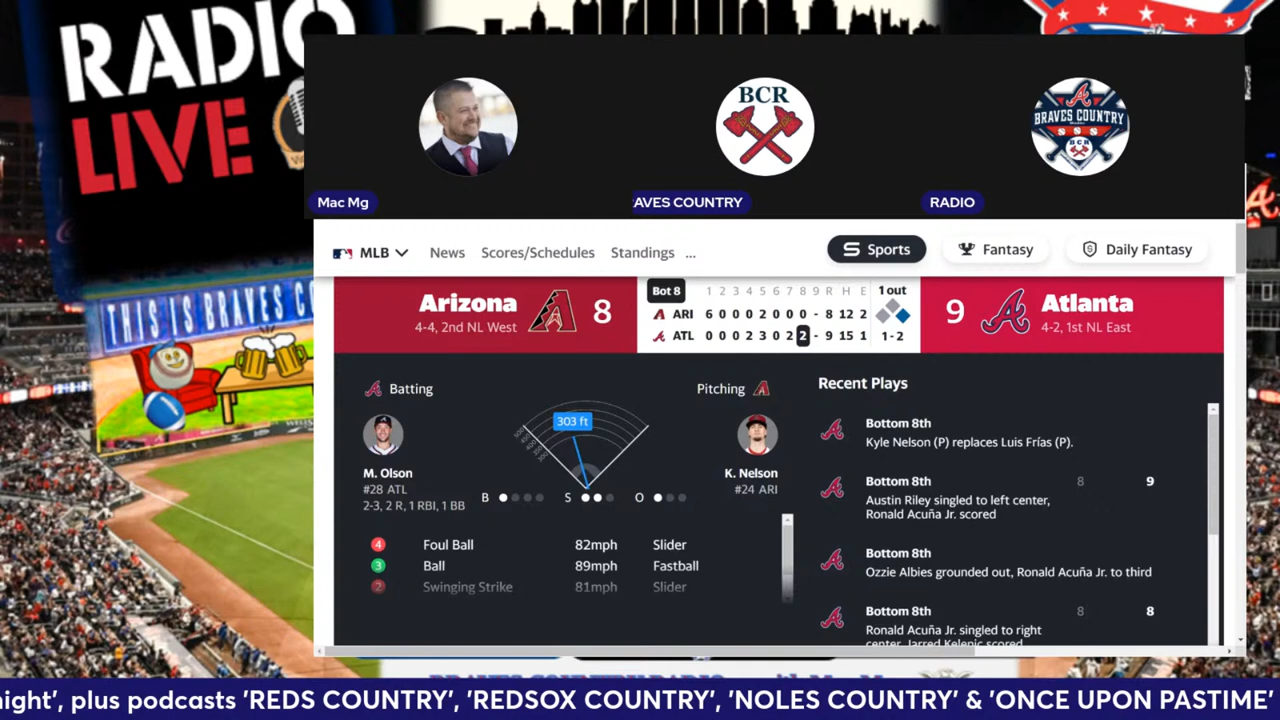 RADIO
LIVE
THIS IS BRAVES CO
BCR
BRAVES COUNTRY
BCR
Mac Mg
AVES COUNTRY
RADIO
MLB
News
Scores/Schedules
Standings
...
Sports
Fantasy
Daily Fantasy
Arizona
4-4, 2nd NL West
8
Bot 8
1 2 3 4 5 6 7 8 9 R H E
ARI 6 0 0 0 2 0 0 0 - 8 12 2
ATL 0 0 0 2 3 0 2 2 - 9 15 1
1 out
1 - 2
9
Atlanta
4-2, 1st NL East
Batting
Pitching
303 ft
M. Olson
#28 ATL
2-3, 2 R, 1 RBI, 1 BB
K. Nelson
#24 ARI
B
S
O
4 Foul Ball 82mph Slider
3 Ball 89mph Fastball
2 Swinging Strike 81mph Slider
Recent Plays
Bottom 8th
Kyle Nelson (P) replaces Luis Frías (P).
Bottom 8th 8 9
Austin Riley singled to left center,
Ronald Acuña Jr. scored
Bottom 8th
Ozzie Albies grounded out, Ronald Acuña Jr. to third
Bottom 8th 8 8
Ronald Acuña Jr. singled to right
center, Jarred Kelenic scored
night', plus podcasts 'REDS COUNTRY', 'REDSOX COUNTRY', 'NOLES COUNTRY' & 'ONCE UPON PASTIME'